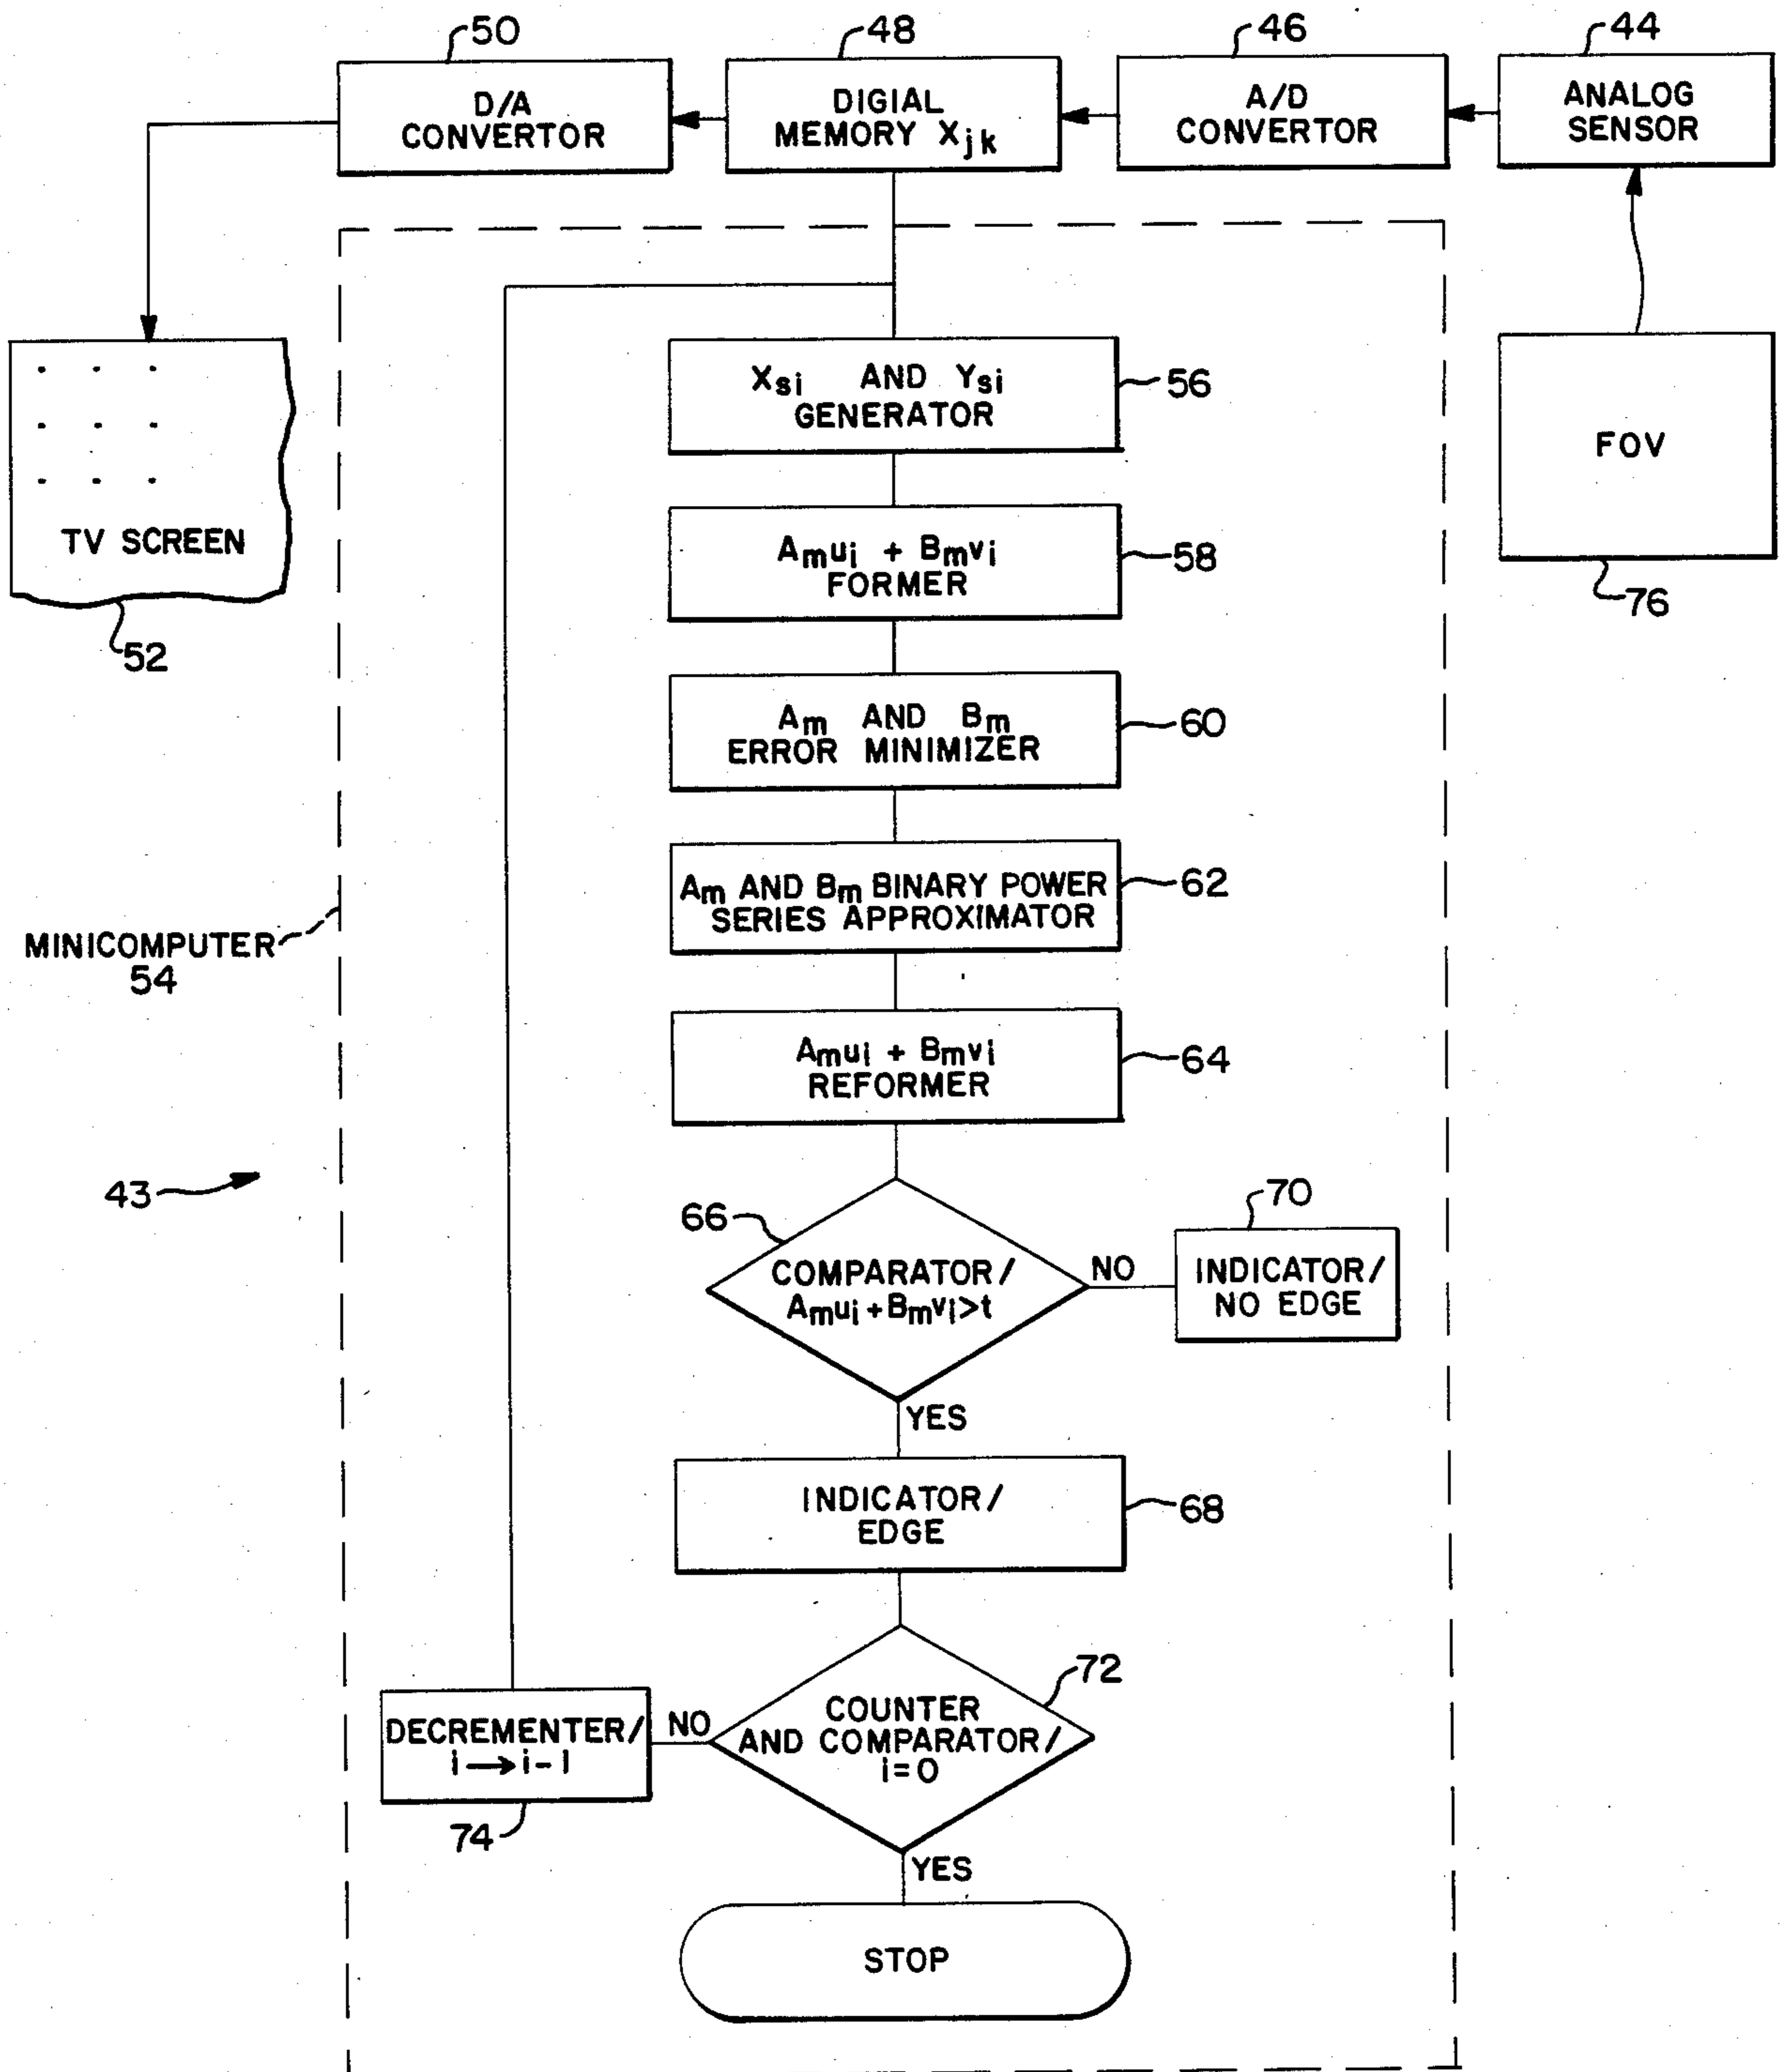 50
48
46
44
D/A
CONVERTOR
DIGIAL
MEMORY Xjk
A/D
CONVERTOR
ANALOG
SENSOR
Xsi AND Ysi
GENERATOR
56
FOV
76
TV SCREEN
52
Amui + Bmvi
FORMER
58
Am AND Bm
ERROR MINIMIZER
60
Am AND Bm BINARY POWER
SERIES APPROXIMATOR
62
MINICOMPUTER
54
Amui + Bmvi
REFORMER
64
43
66
COMPARATOR/
Amui+Bmvi>t
NO
70
INDICATOR/
NO EDGE
YES
INDICATOR/
EDGE
68
72
COUNTER
AND COMPARATOR/
i=0
NO
DECREMENTER/
i→i-1
74
YES
STOP